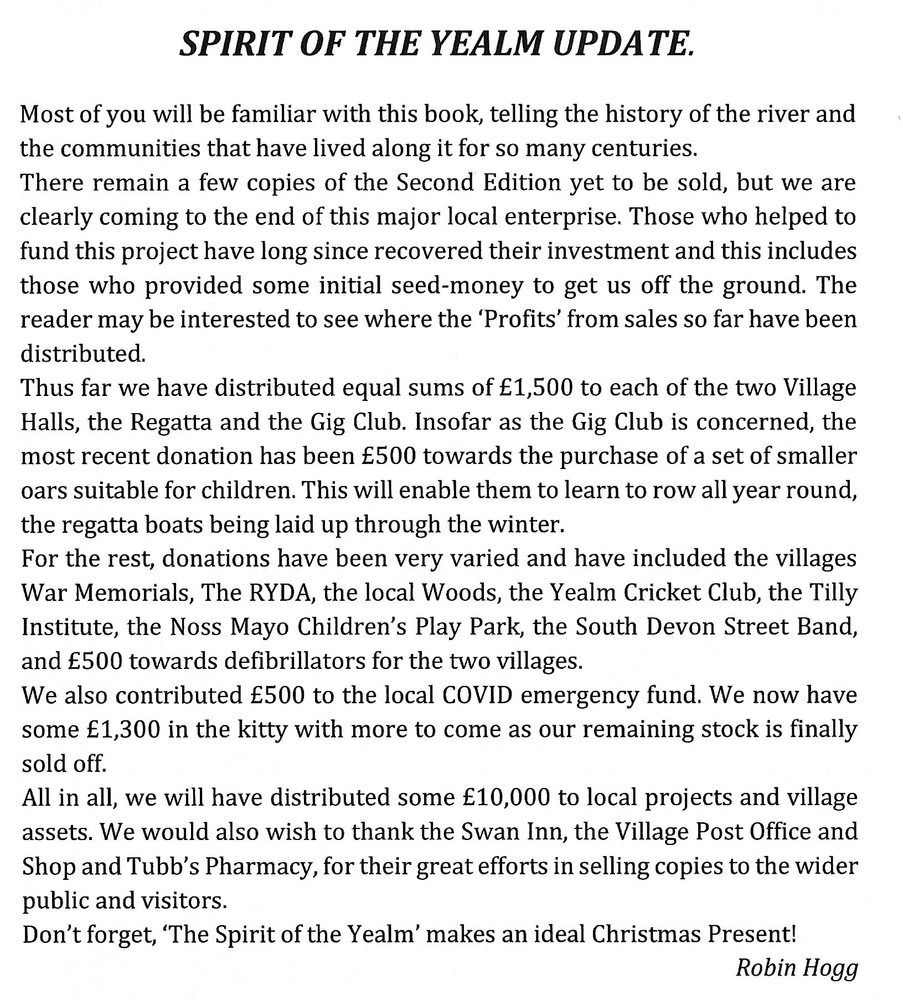 SPIRIT OF THE YEALM UPDATE.
Most of you will be familiar with this book, telling the history of the river and
the communities that have lived along it for so many centuries.
There remain a few copies of the Second Edition yet to be sold, but we are
clearly coming to the end of this major local enterprise. Those who helped to
fund this project have long since recovered their investment and this includes
those who provided some initial seed-money to get us off the ground. The
reader may be interested to see where the ‘Profits’ from sales so far have been
distributed.
Thus far we have distributed equal sums of £1,500 to each of the two Village
Halls, the Regatta and the Gig Club. Insofar as the Gig Club is concerned, the
most recent donation has been £500 towards the purchase of a set of smaller
oars suitable for children. This will enable them to learn to row all year round,
the regatta boats being laid up through the winter.
For the rest, donations have been very varied and have included the villages
War Memorials, The RYDA, the local Woods, the Yealm Cricket Club, the Tilly
Institute, the Noss Mayo Children’s Play Park, the South Devon Street Band,
and £500 towards defibrillators for the two villages.
We also contributed £500 to the local COVID emergency fund. We now have
some £1,300 in the kitty with more to come as our remaining stock is finally
sold off.
All in all, we will have distributed some £10,000 to local projects and village
assets. We would also wish to thank the Swan Inn, the Village Post Office and
Shop and Tubb’s Pharmacy, for their great efforts in selling copies to the wider
public and visitors.
Don’t forget, ‘The Spirit of the Yealm’ makes an ideal Christmas Present!
Robin Hogg